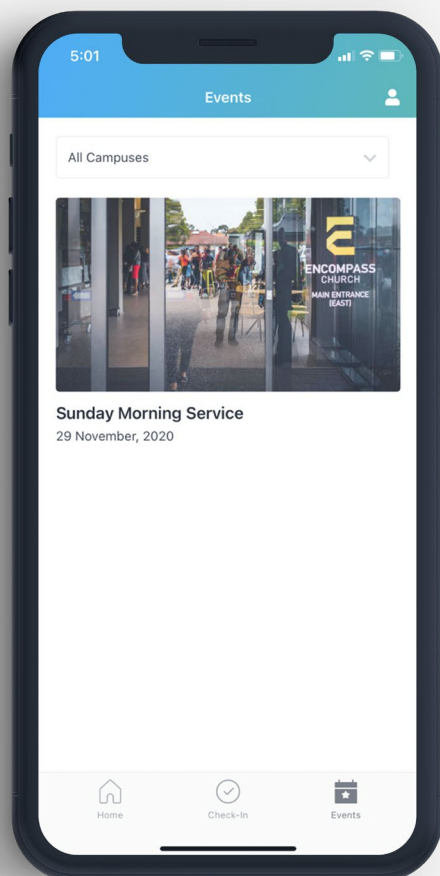 5:01
Events
All Campuses
ENCOMPASS
CHURCH
MAIN ENTRANCE
(EAST)
Sunday Morning Service
29 November, 2020
Home
Check-In
Events